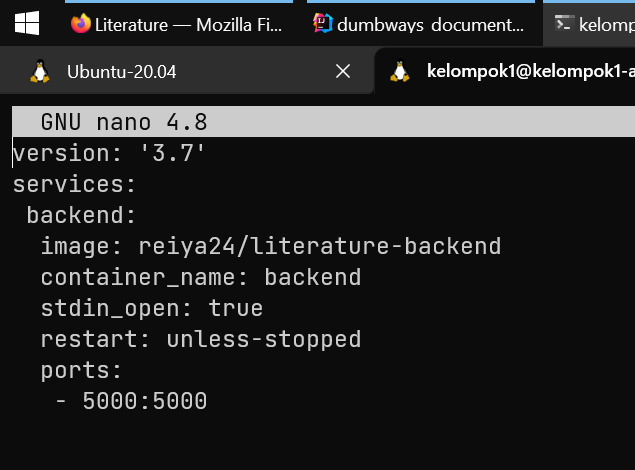 Literature — Mozilla Fi...
dumbways document...
kelomp
Ubuntu-20.04
kelompok1@kelompok1-a
  GNU nano 4.8
version: '3.7'
services:
 backend:
  image: reiya24/literature-backend
  container_name: backend
  stdin_open: true
  restart: unless-stopped
  ports:
   - 5000:5000